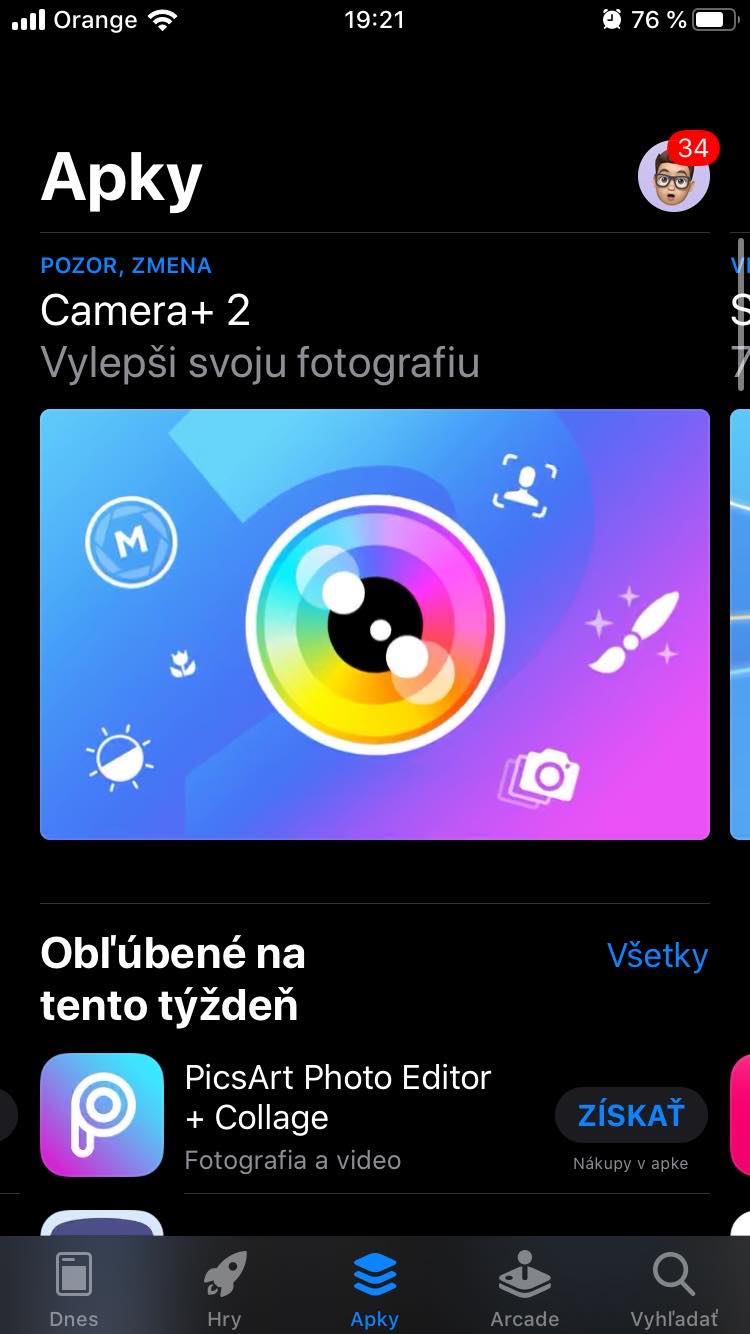 Orange 19:21 76 %
Apky
34
POZOR, ZMENA
Camera+ 2
Vylepši svoju fotografiu
M
Obľúbené na
tento týždeň
Všetky
PicsArt Photo Editor
+ Collage
Fotografia a video
ZÍSKAŤ
Nákupy v apke
Dnes
Hry
Apky
Arcade
Vyhľadať